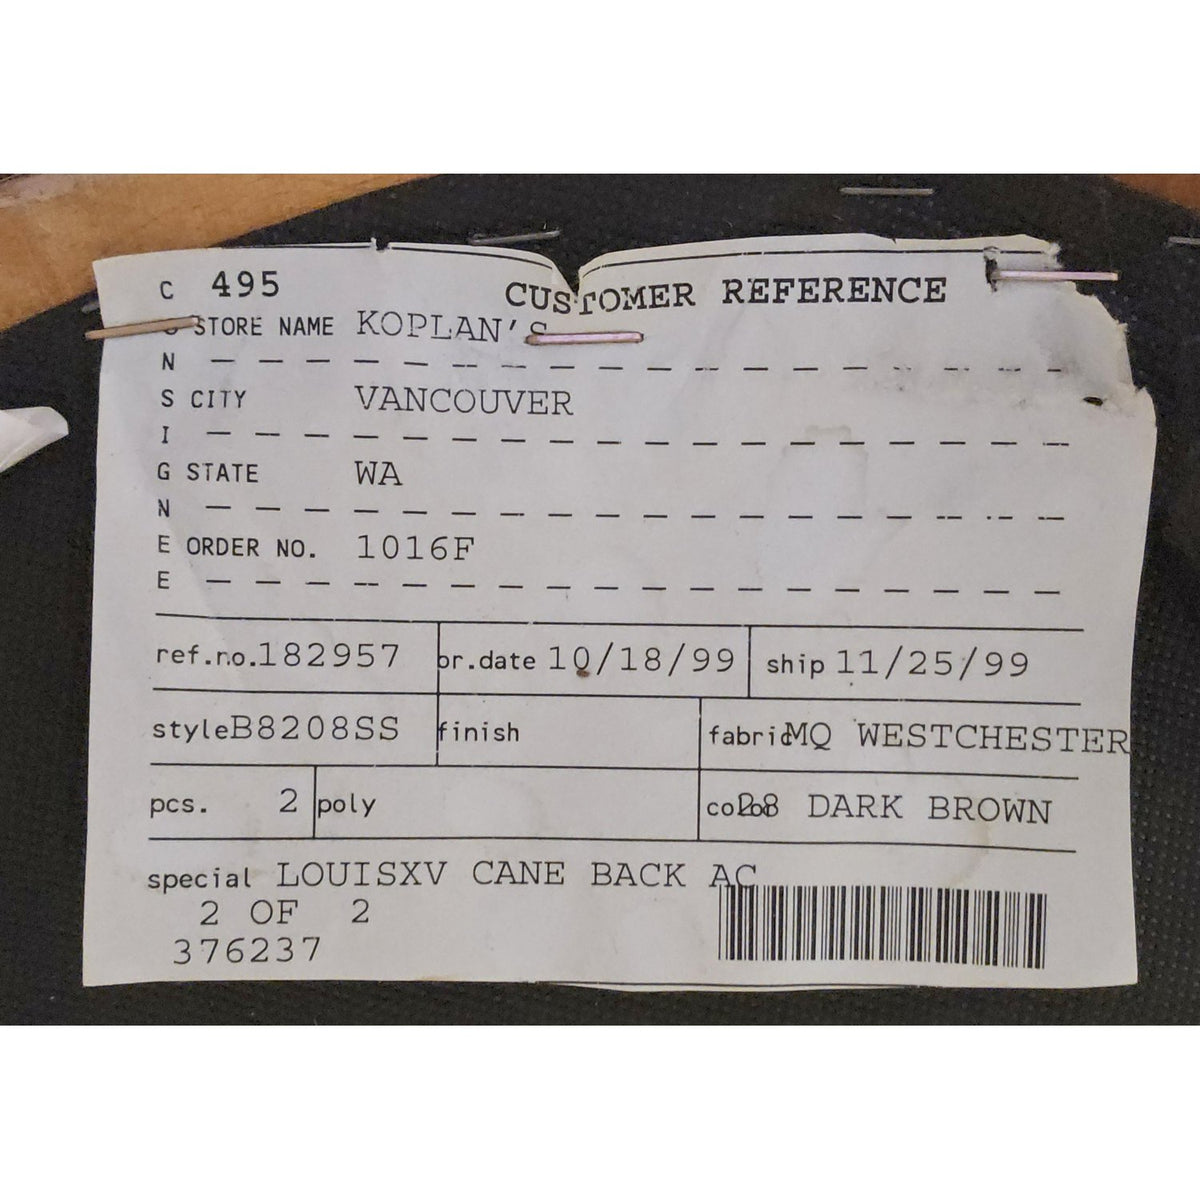 C 495 CUSTOMER REFERENCE
O STORE NAME KOPLAN'S
N
S CITY VANCOUVER
I
G STATE WA
N
E ORDER NO. 1016F
E
ref.no.182957 or.date 10/18/99 ship 11/25/99
styleB8208SS finish fabricMQ WESTCHESTER
pcs. 2 poly color DARK BROWN
special LOUISXV CANE BACK AC
2 OF 2
376237